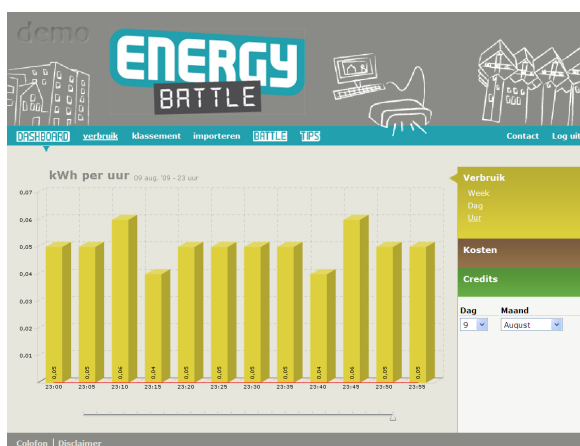 demo
ENERGY
BATTLE
DASHBOARD verbruik klassement importeren BATTLE TIPS Contact Log uit
kWh per uur 09 aug. '09 - 23 uur
Verbruik
Week
Dag
Uur
Kosten
Credits
Dag Maand
9 August
0,07
0,06
0,05
0,04
0,03
0,02
0,01
0,05 0,05 0,06 0,04 0,05 0,05 0,05 0,04 0,06 0,05 0,05
23:00 23:05 23:10 23:15 23:20 23:25 23:30 23:35 23:40 23:45 23:50 23:55
Colofon | Disclaimer